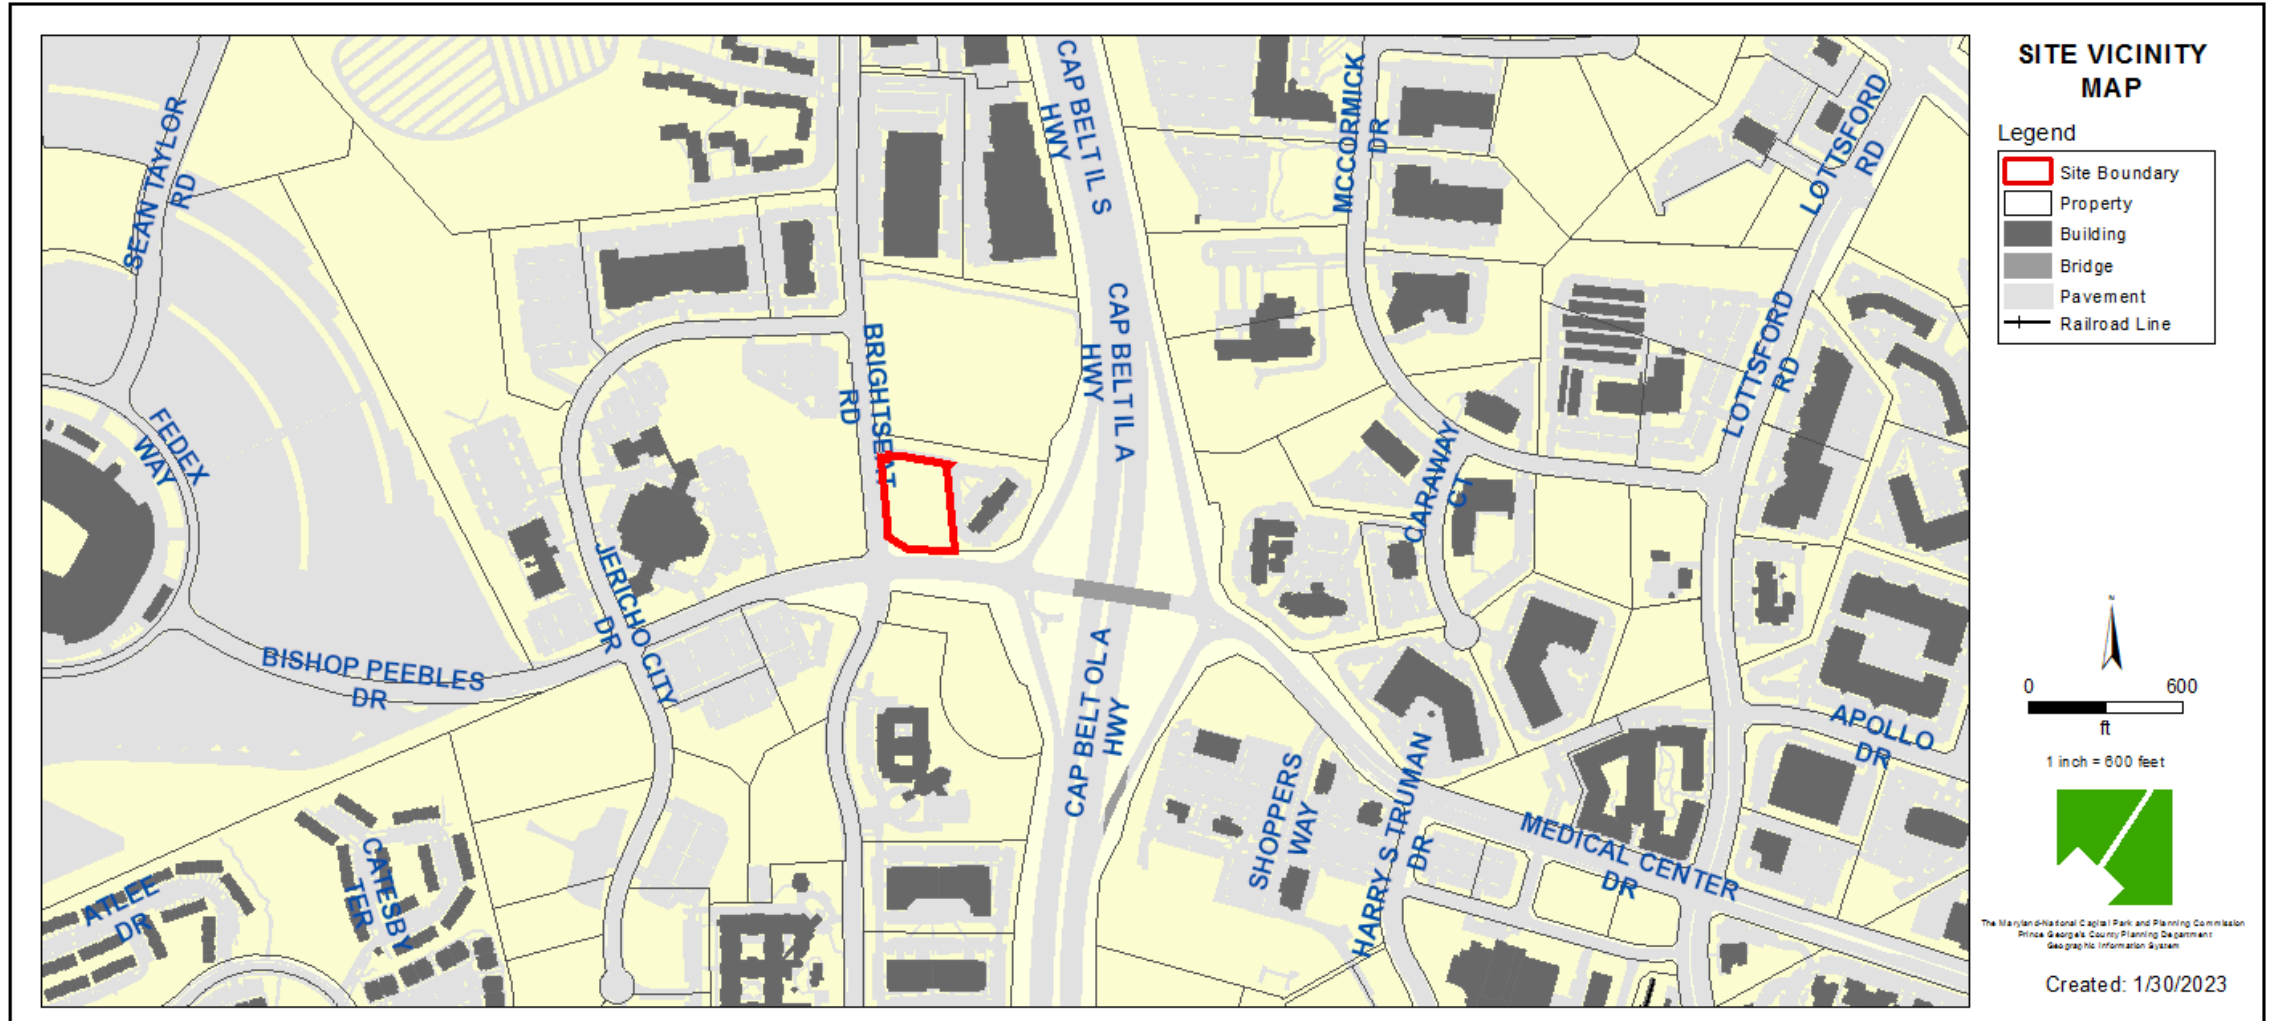 SITE VICINITY
MAP
Legend
Site Boundary
Property
Building
Bridge
Pavement
Railroad Line
N
0 600
ft
1 inch = 600 feet
The Maryland-National Capital Park and Planning Commission
Prince George's County Planning Department
Geographic Information System
Created: 1/30/2023
SEAN TAYLOR
RD
FEDEX
WAY
BISHOP PEEBLES
DR
JERICHO CITY
DR
BRIGHTSEAT
RD
CAP BELT IL S
HWY
CAP BELT IL A
HWY
CAP BELT OL A
HWY
MCCORMICK
DR
CARAWAY
CT
LOTTSFORD
RD
LOTTSFORD
RD
APOLLO
DR
MEDICAL CENTER
DR
HARRY S TRUMAN
DR
SHOPPERS
WAY
CATESBY
TER
ATLEE
DR